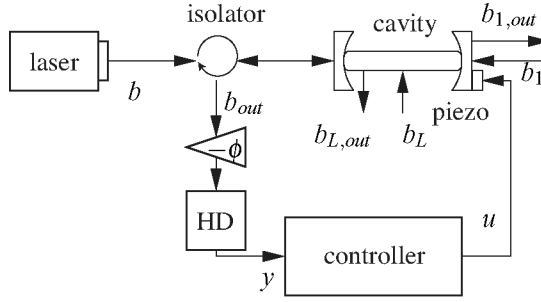 isolator
cavity
b_{1,out}
laser
b
b_1
b_{out}
b_{L,out}
b_L
piezo
-ϕ
HD
controller
u
y